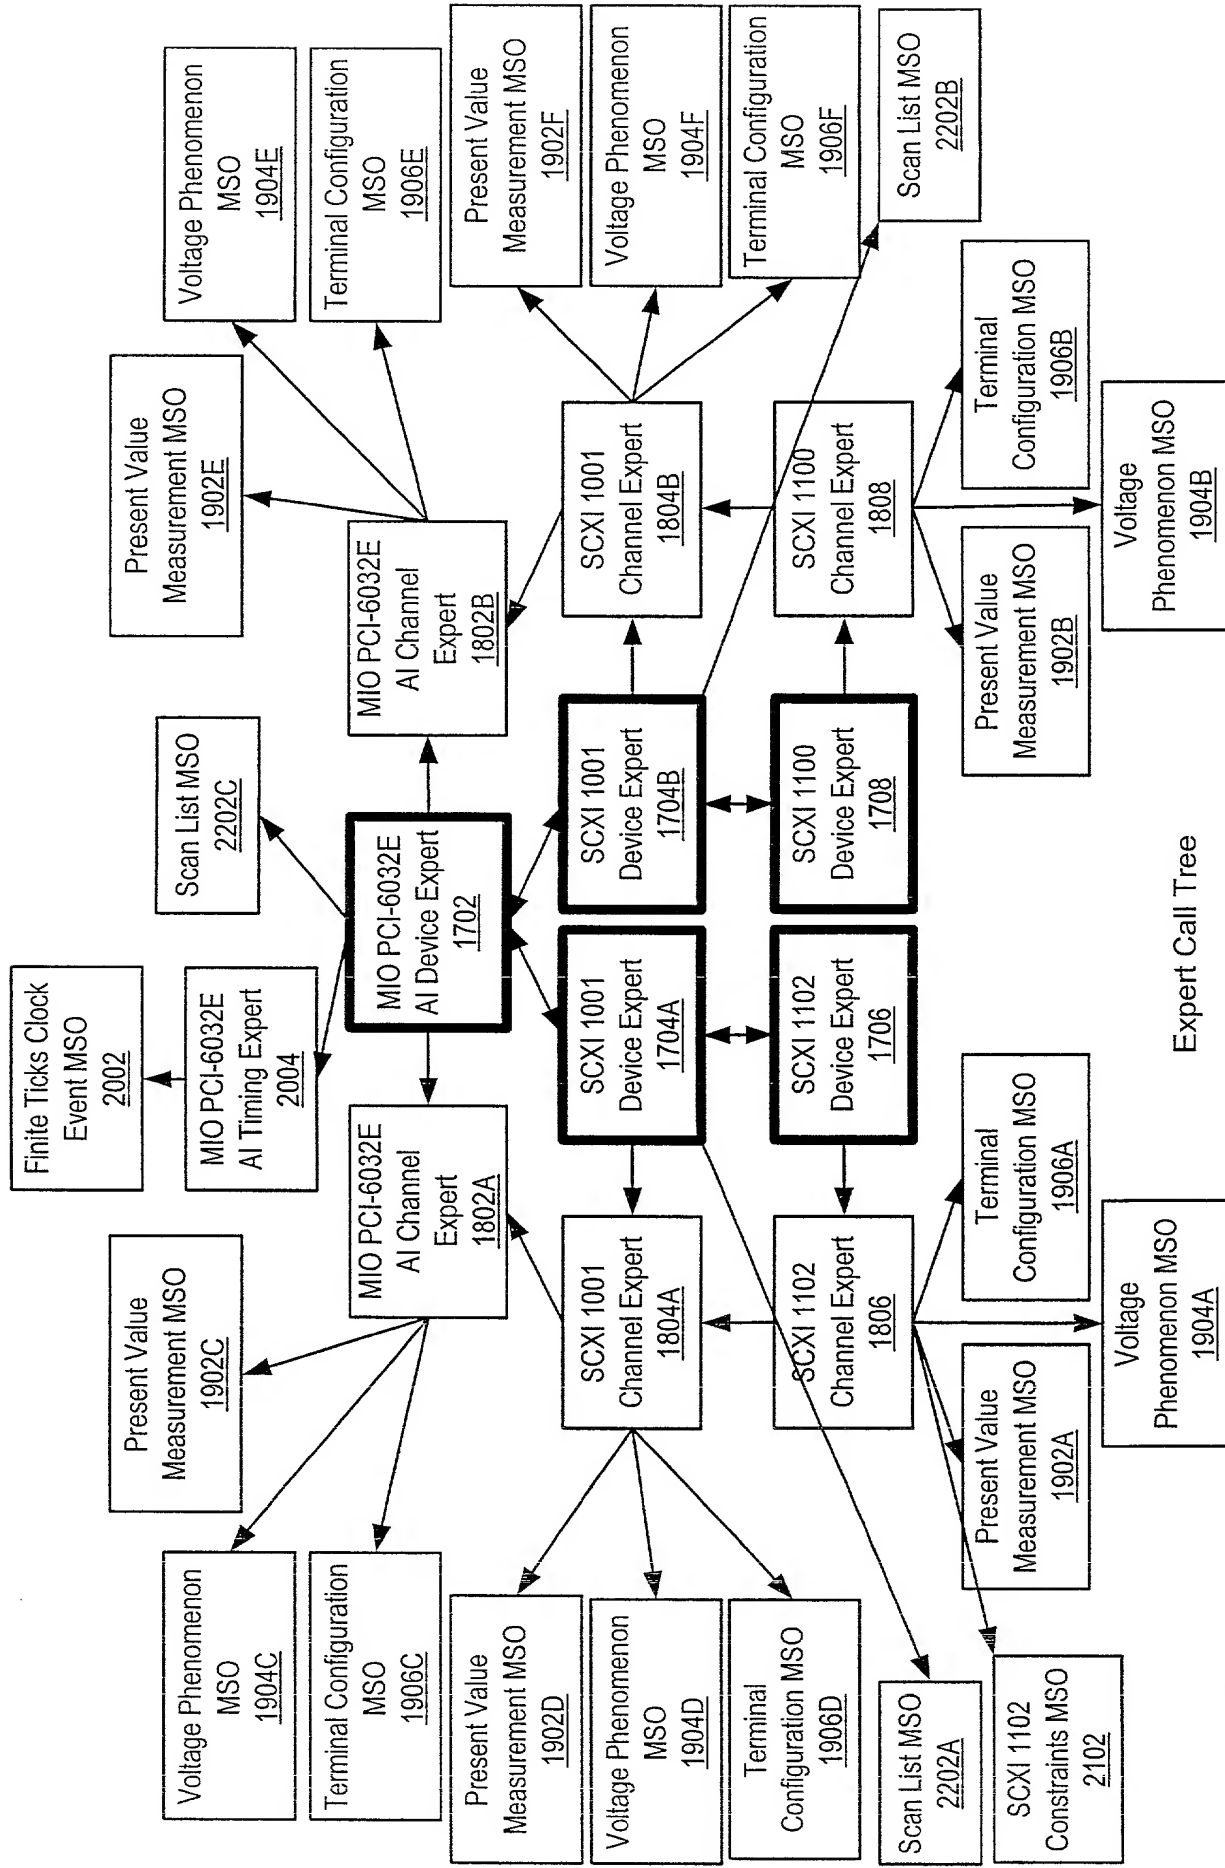 Finite Ticks Clock
Event MSO
2002
MIO PCI-6032E
AI Timing Expert
2004
Scan List MSO
2202C
Present Value
Measurement MSO
1902C
Present Value
Measurement MSO
1902E
Voltage Phenomenon
MSO
1904C
Terminal Configuration
MSO
1906C
MIO PCI-6032E
AI Channel
Expert
1802A
MIO PCI-6032E
AI Device Expert
1702
MIO PCI-6032E
AI Channel
Expert
1802B
Voltage Phenomenon
MSO
1904E
Terminal Configuration
MSO
1906E
Present Value
Measurement MSO
1902D
Voltage Phenomenon
MSO
1904D
Terminal
Configuration MSO
1906D
SCXI 1001
Channel Expert
1804A
SCXI 1001
Device Expert
1704A
SCXI 1001
Device Expert
1704B
SCXI 1001
Channel Expert
1804B
Present Value
Measurement MSO
1902F
Voltage Phenomenon
MSO
1904F
Terminal Configuration
MSO
1906F
SCXI 1102
Channel Expert
1806
SCXI 1102
Device Expert
1706
SCXI 1100
Device Expert
1708
SCXI 1100
Channel Expert
1808
Scan List MSO
2202A
Scan List MSO
2202B
SCXI 1102
Constraints MSO
2102
Present Value
Measurement MSO
1902A
Terminal
Configuration MSO
1906A
Present Value
Measurement MSO
1902B
Terminal
Configuration MSO
1906B
Voltage
Phenomenon MSO
1904A
Voltage
Phenomenon MSO
1904B
Expert Call Tree